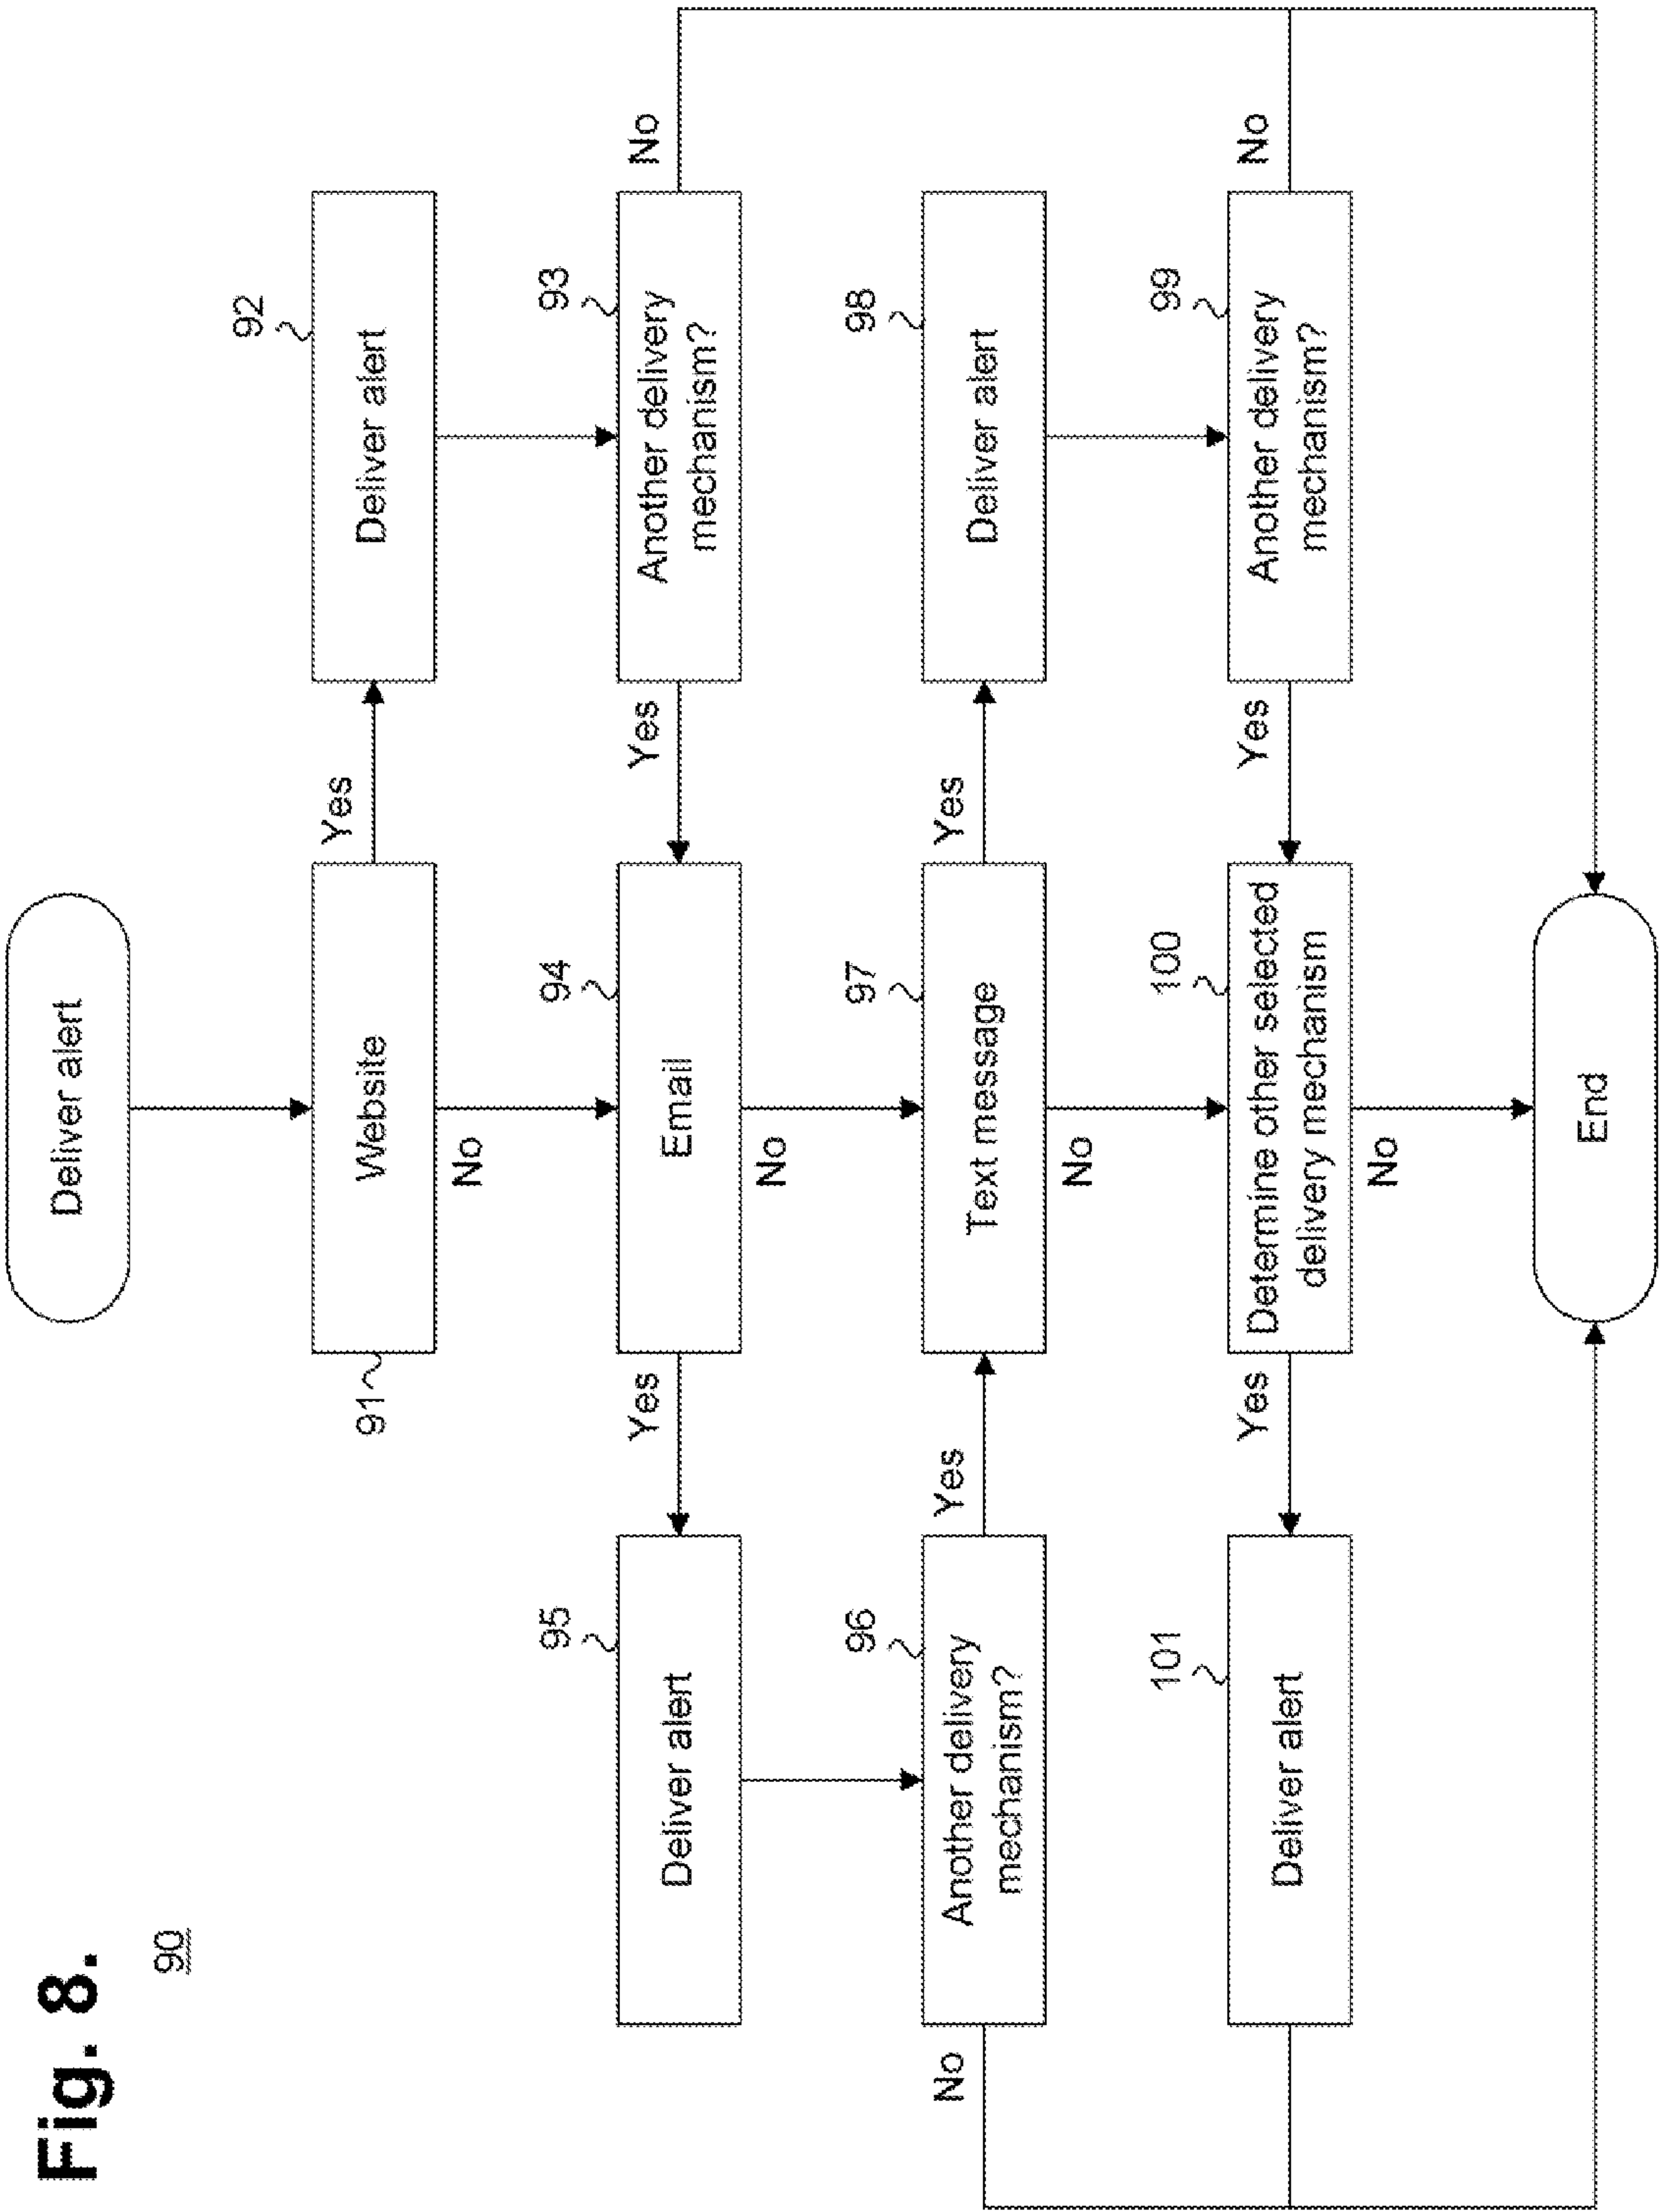 Fig. 8.
90
Deliver alert
91
Website
Yes
No
92
Deliver alert
93
Another delivery
mechanism?
Yes
No
94
Email
Yes
No
95
Deliver alert
96
Another delivery
mechanism?
Yes
No
97
Text message
Yes
No
98
Deliver alert
99
Another delivery
mechanism?
Yes
No
100
Determine other selected
delivery mechanism
Yes
No
101
Deliver alert
End